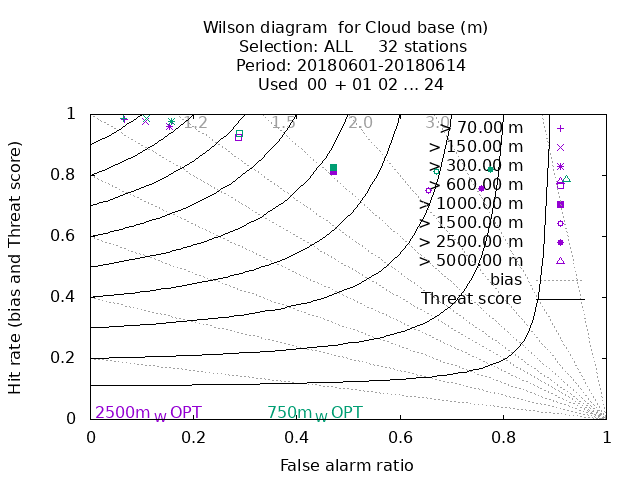 Wilson diagram  for Cloud base (m)
Selection: ALL     32 stations
Period: 20180601-20180614
Used  00 + 01 02 ... 24
Hit rate (bias and Threat score)
1
0.8
0.6
0.4
0.2
0
1.2
1.5
2.0
3.0
> 70.00 m
> 150.00 m
> 300.00 m
> 600.00 m
> 1000.00 m
> 1500.00 m
> 2500.00 m
> 5000.00 m
bias
Threat score
2500m_W OPT
750m_W OPT
0 0.2 0.4 0.6 0.8 1
False alarm ratio